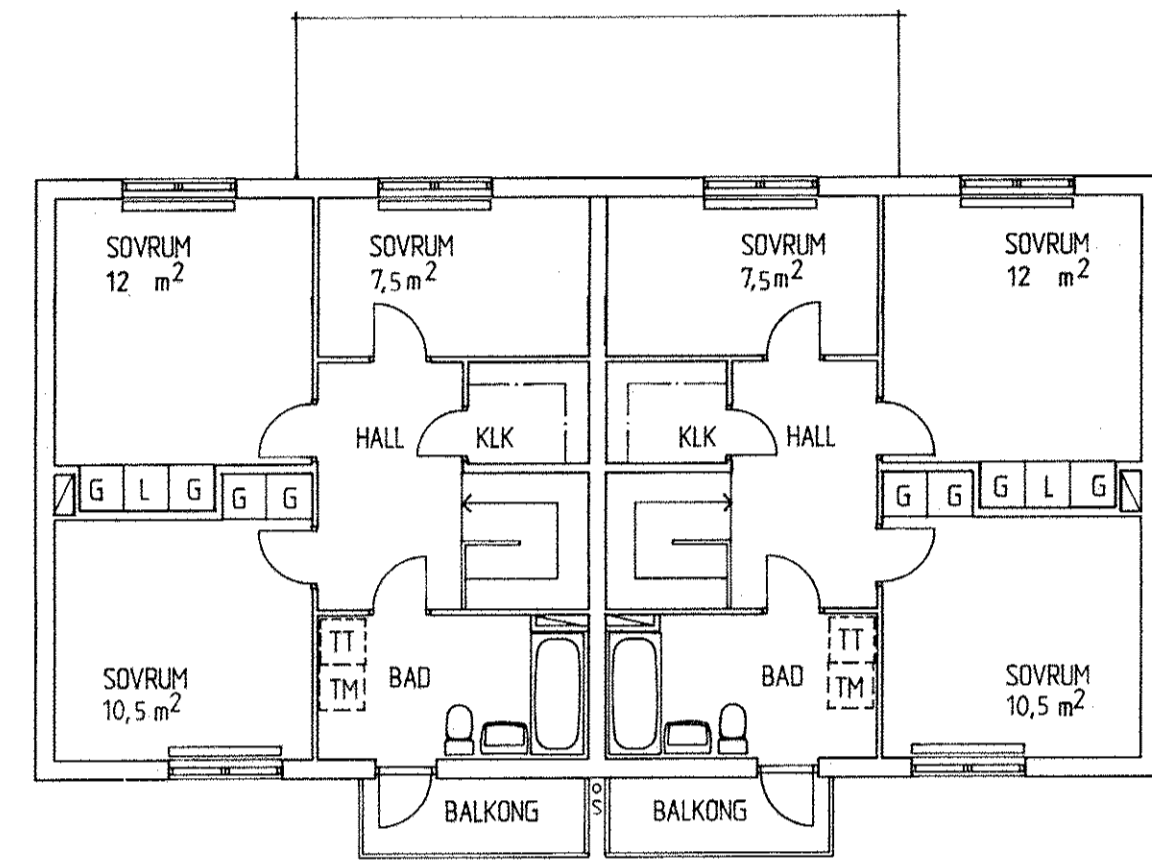 SOVRUM
12 m²
SOVRUM
7,5 m²
SOVRUM
7,5 m²
SOVRUM
12 m²
HALL
KLK
KLK
HALL
G L G G G
G G G L G
TT
TM
BAD
BAD
TT
TM
SOVRUM
10,5 m²
SOVRUM
10,5 m²
BALKONG
OS
BALKONG